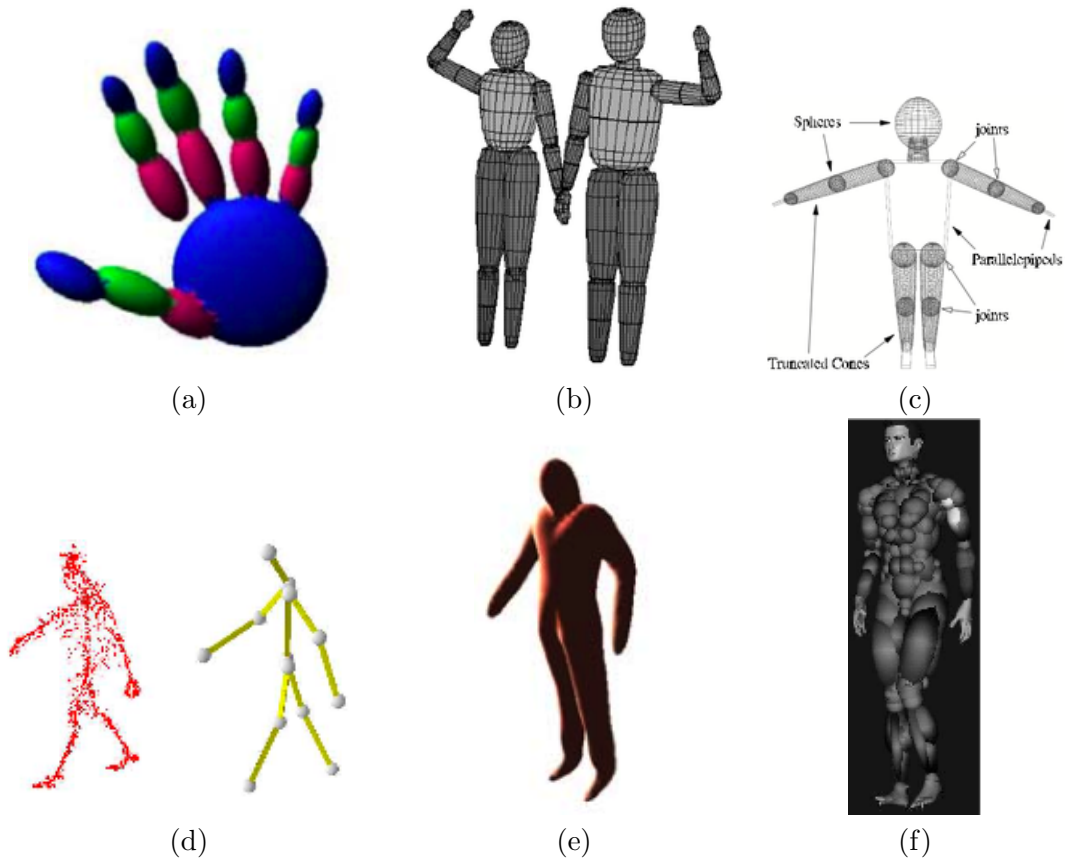 Spheres
joints
Parallelepipeds
joints
Truncated Cones
(a)
(b)
(c)
(d)
(e)
(f)